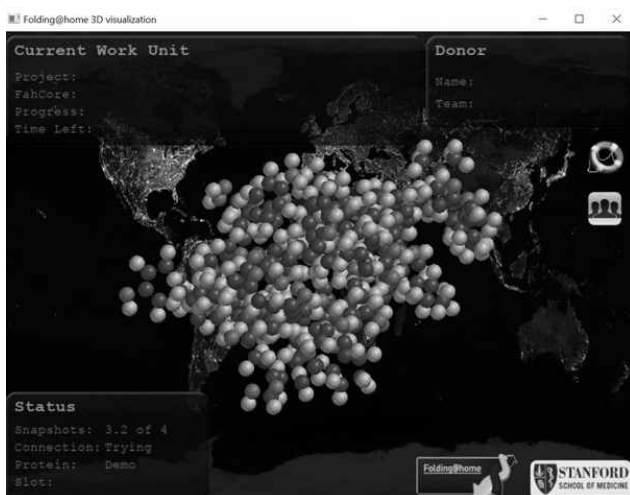 Folding@home 3D visualization
Current Work Unit
Project:
FahCore:
Progress:
Time Left:
Donor
Name:
Team:
Status
Snapshots: 3.2 of 4
Connection: Trying
Protein: Demo
Slot:
Folding@home
STANFORD
SCHOOL OF MEDICINE